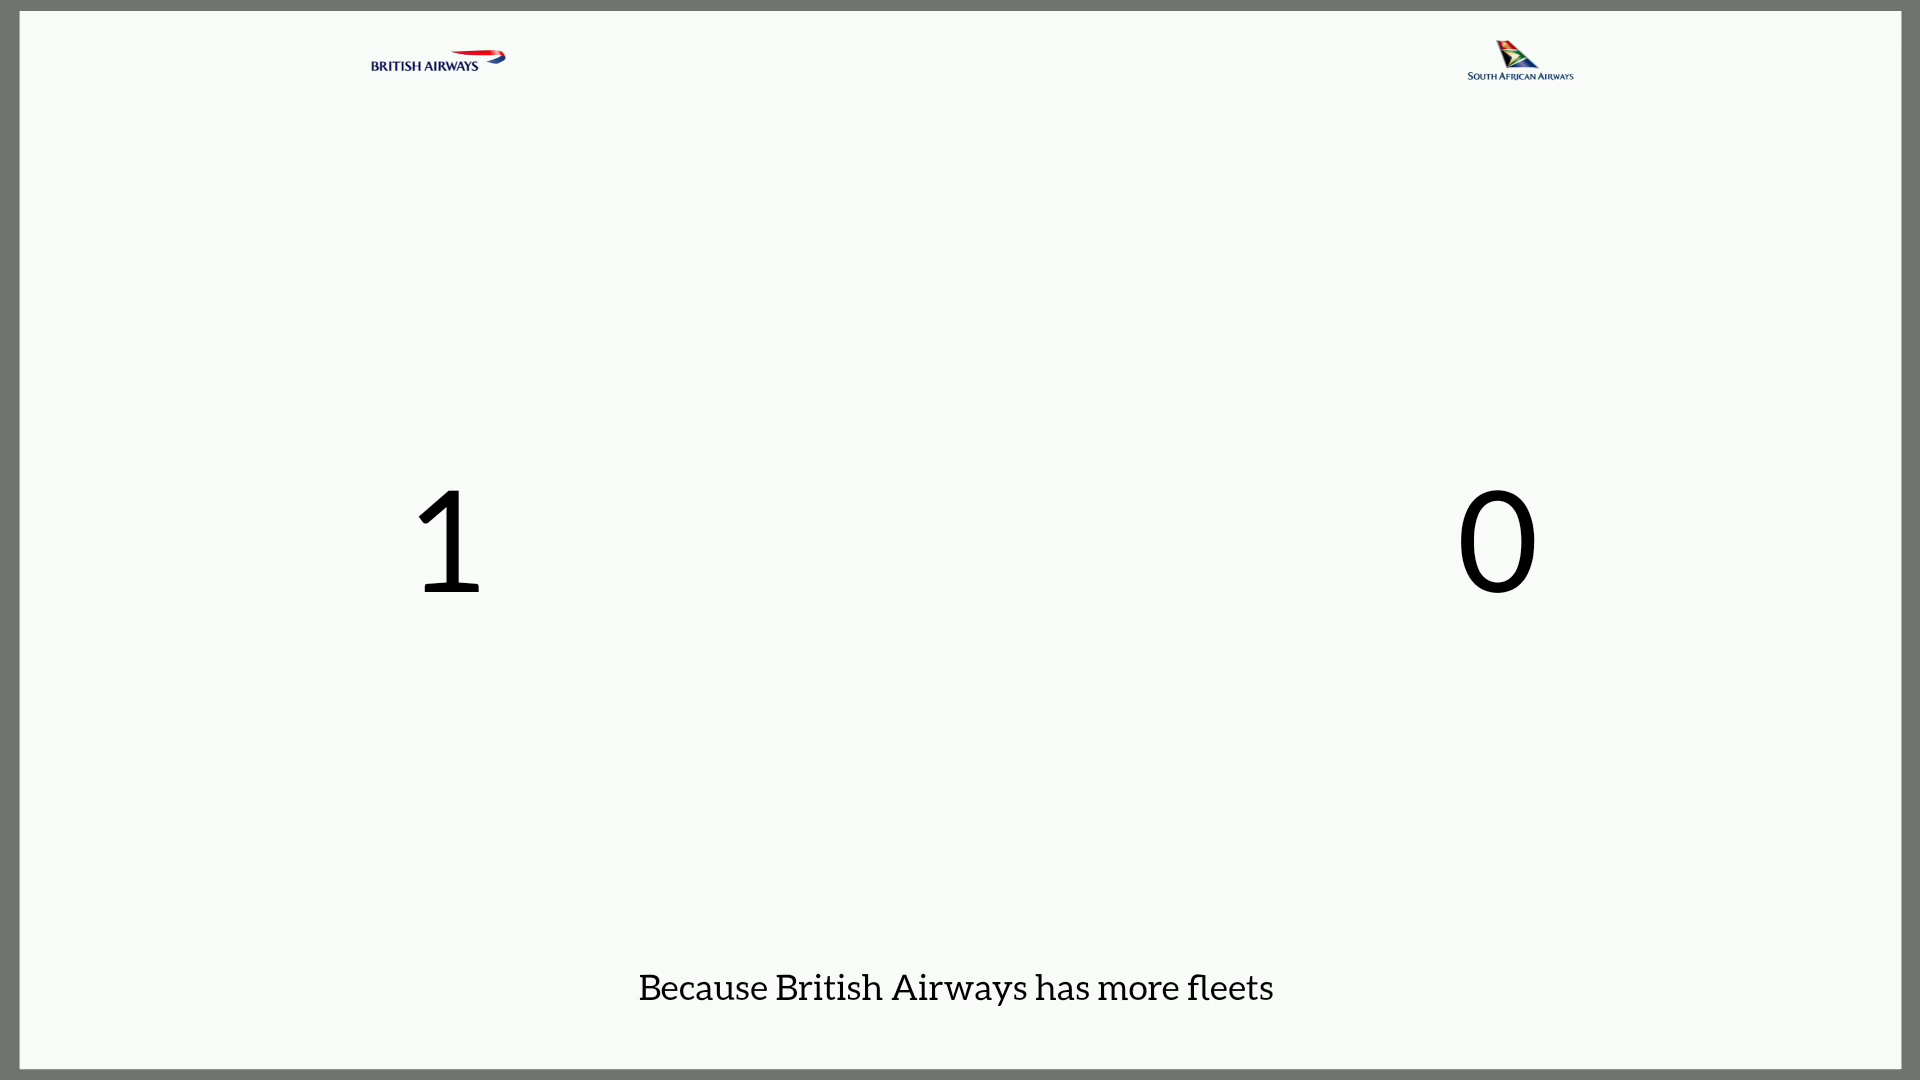 BRITISH AIRWAYS
SOUTH AFRICAN AIRWAYS
1
0
Because British Airways has more fleets